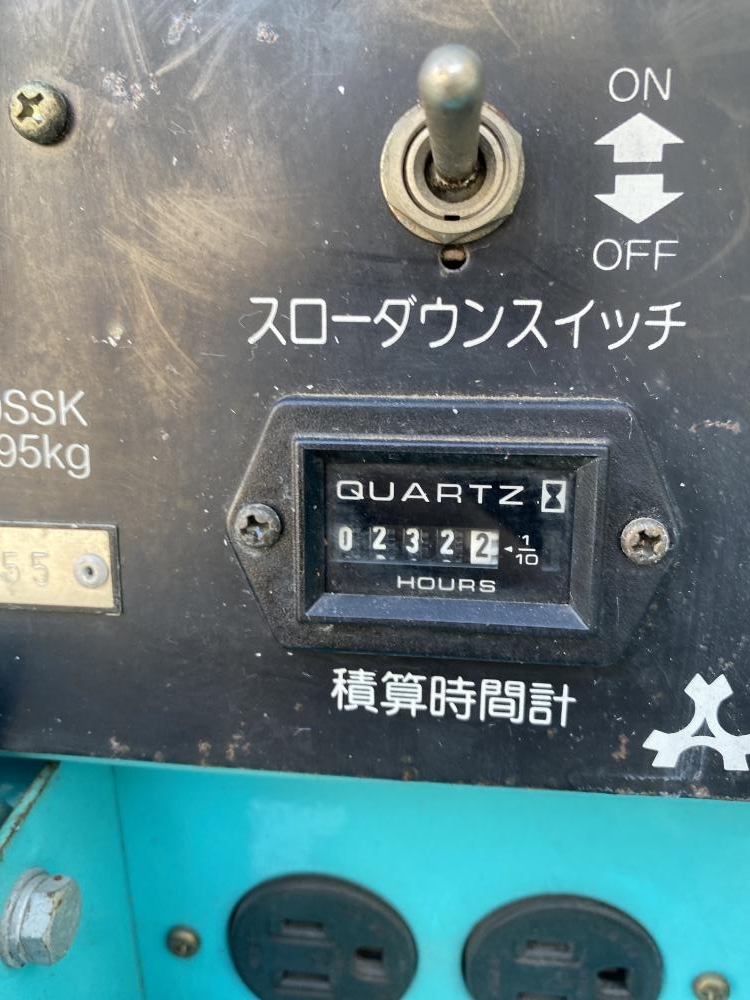 ON
OFF
スローダウンスイッチ
SSK
95kg
QUARTZ
02322 1/10
HOURS
55
積算時間計